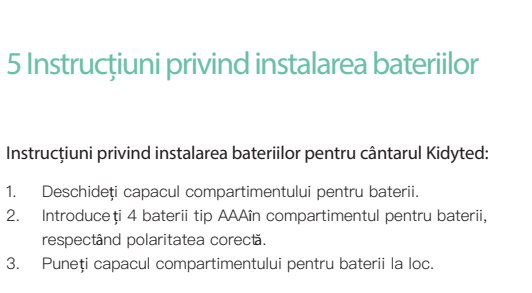 5 Instrucțiuni privind instalarea bateriilor
Instrucțiuni privind instalarea bateriilor pentru cântarul Kidyted:
1. Deschideți capacul compartimentului pentru baterii.
2. Introduceți 4 baterii tip AAAîn compartimentul pentru baterii,
respectând polaritatea corectă.
3. Puneți capacul compartimentului pentru baterii la loc.